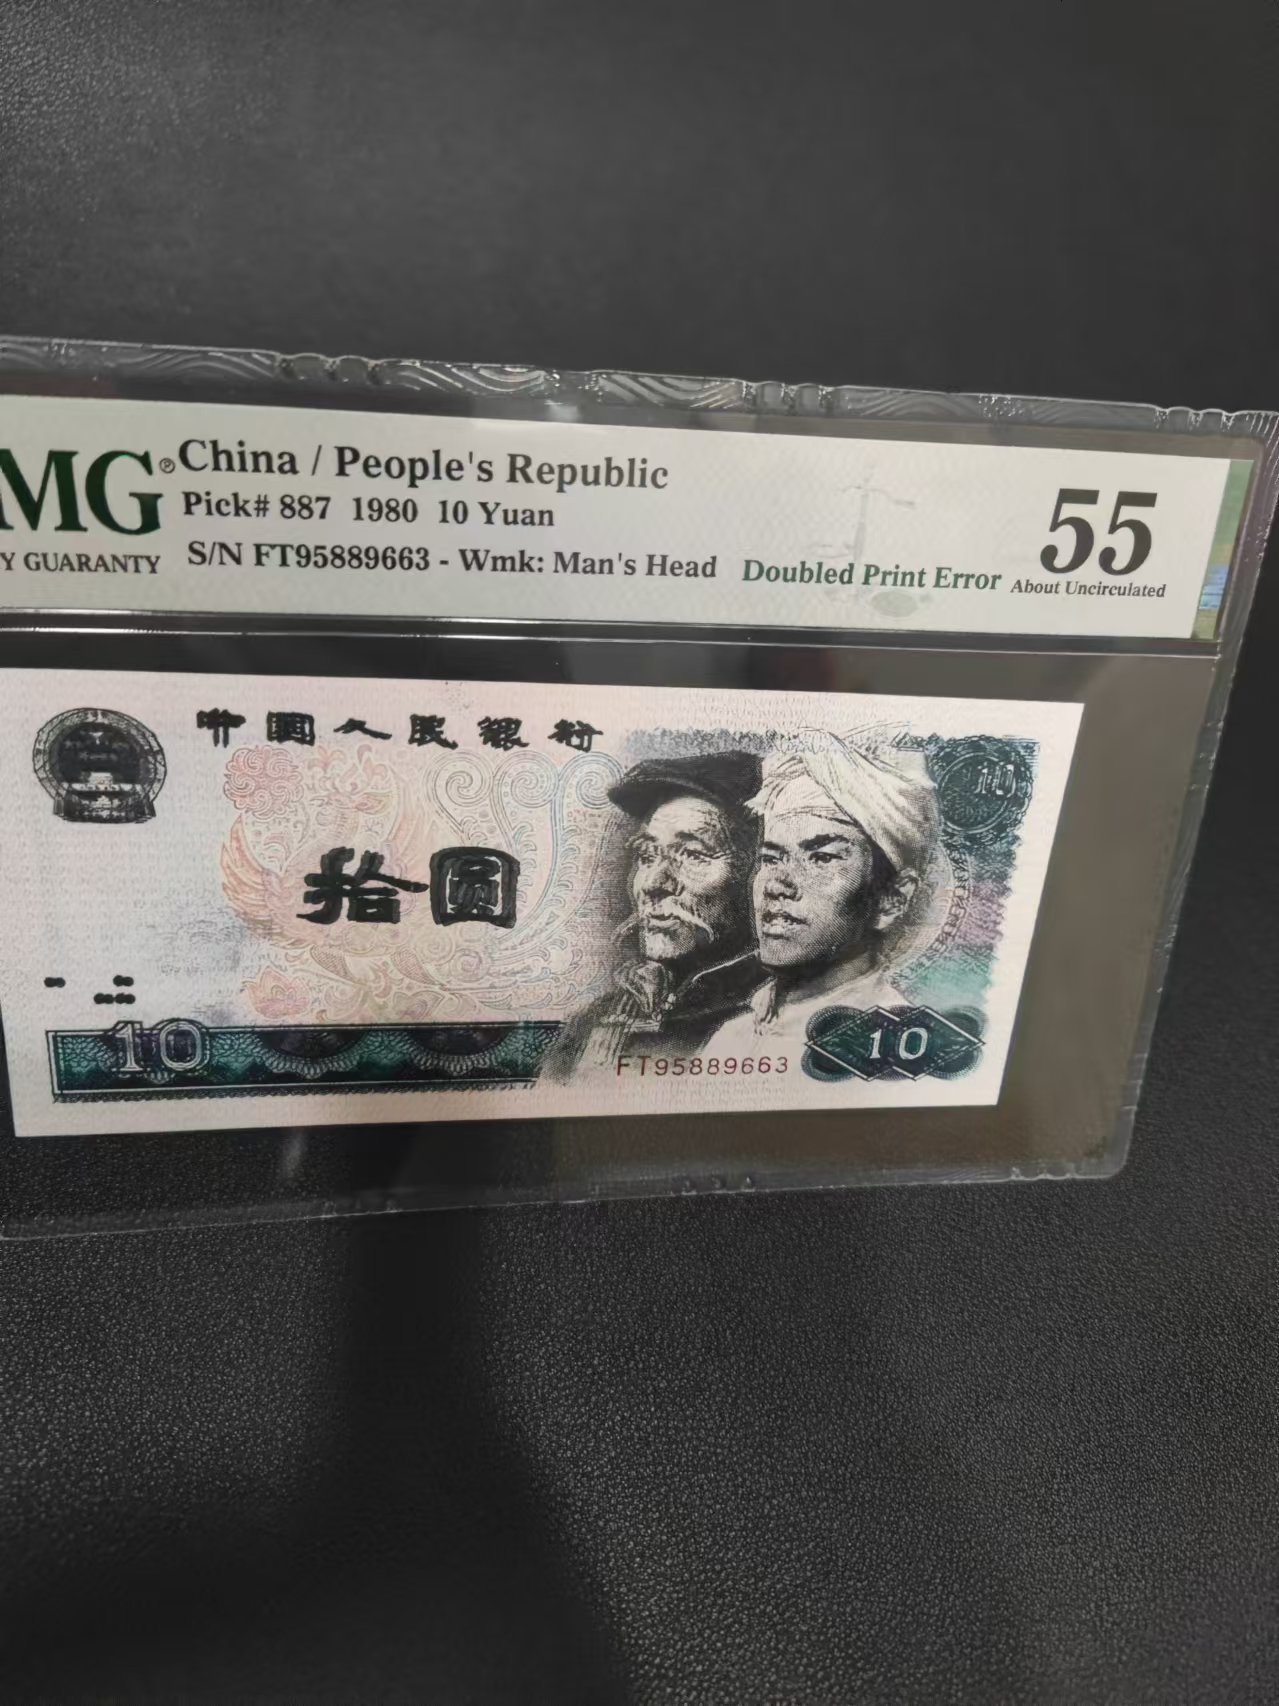 MG® China / People's Republic
Pick# 887 1980 10 Yuan
Y GUARANTY S/N FT95889663 - Wmk: Man's Head
Doubled Print Error
55
About Uncirculated
中國人民銀行
10
拾圓
10
FT95889663
10